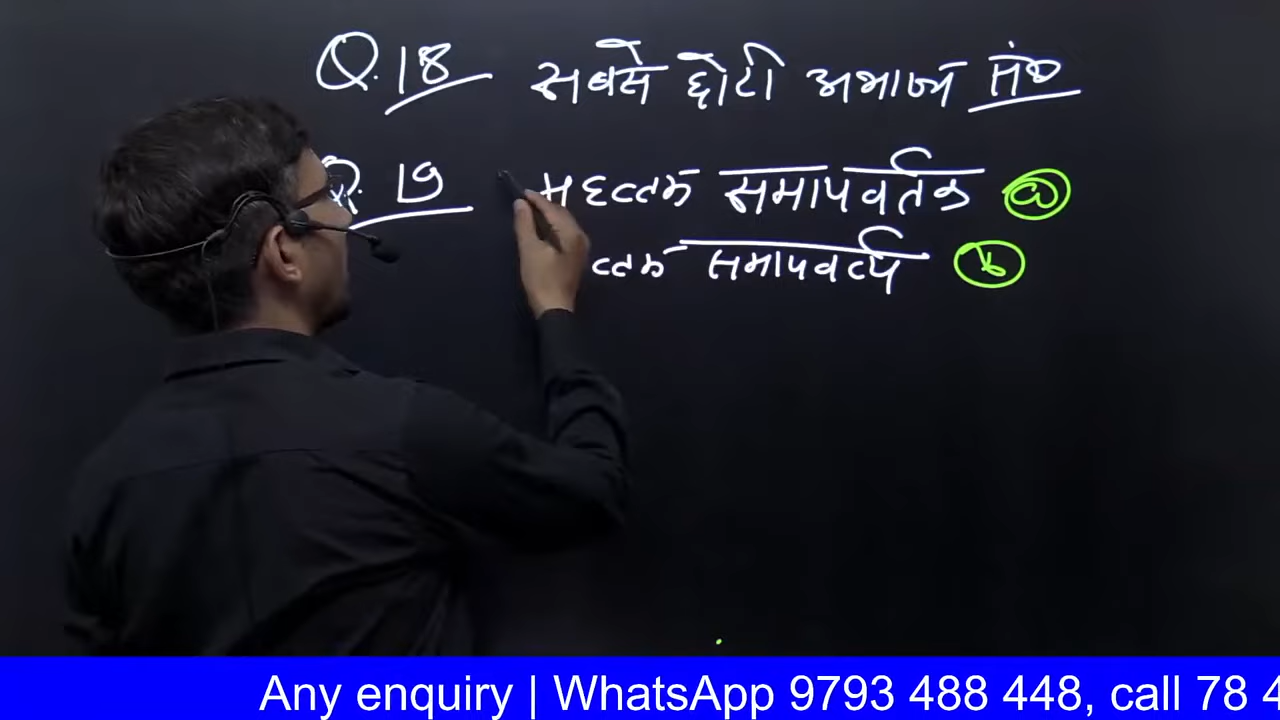 Q.18 सबसे छोटी अभाज्य सं०
Q. 19 महत्तम समापवर्तक a
त्तम समापवर्त्य b
Any enquiry | WhatsApp 9793 488 448, call 78 4